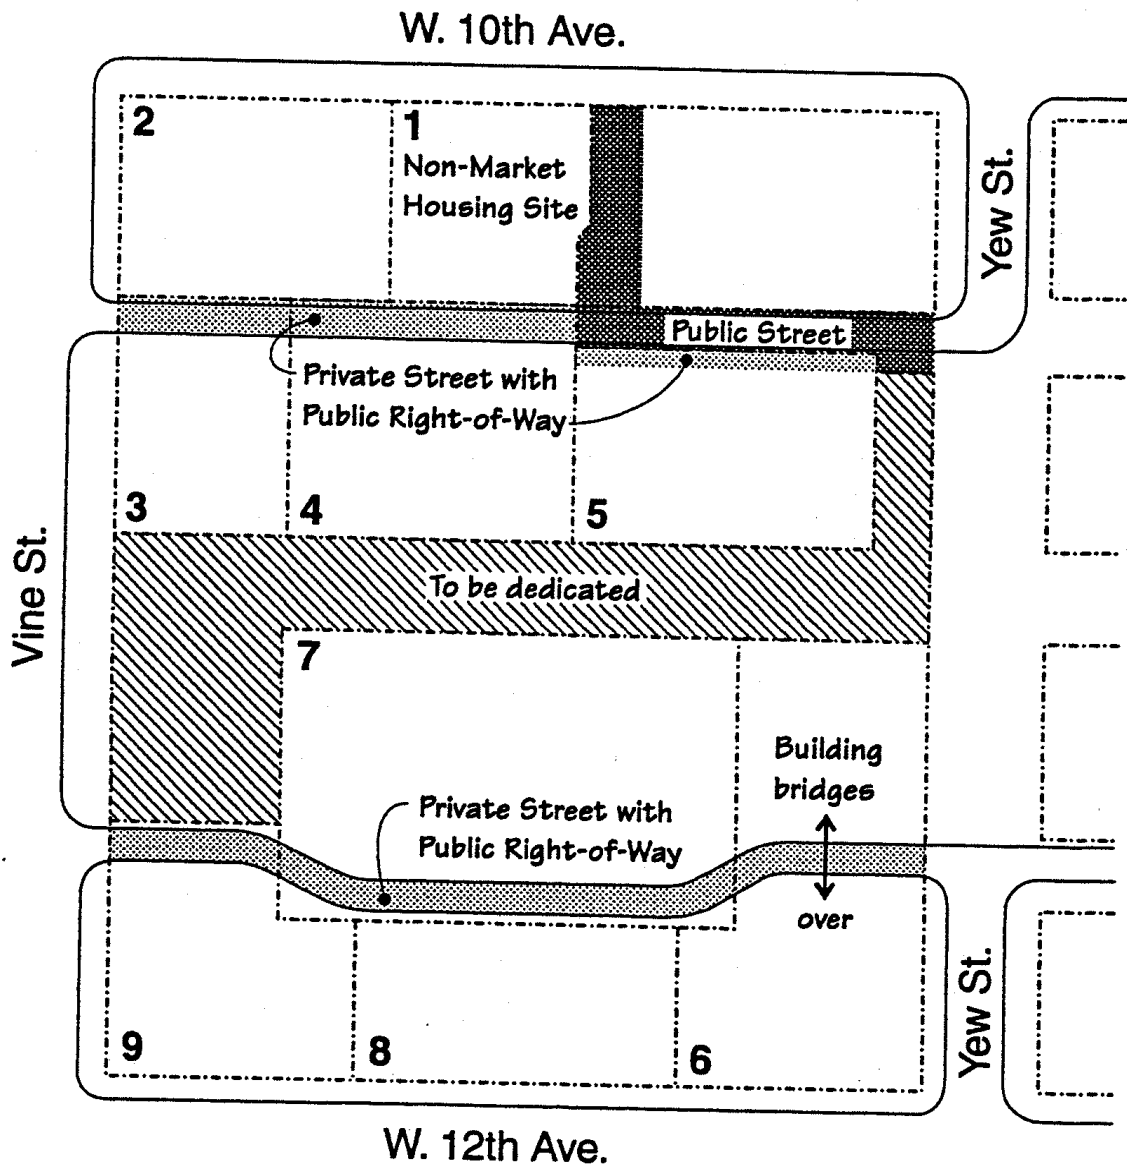 W. 10th Ave.
2
1
Non-Market
Housing Site
Yew St.
Public Street
Private Street with
Public Right-of-Way
3
4
5
To be dedicated
Vine St.
7
Building
bridges
Private Street with
Public Right-of-Way
over
9
8
6
Yew St.
W. 12th Ave.